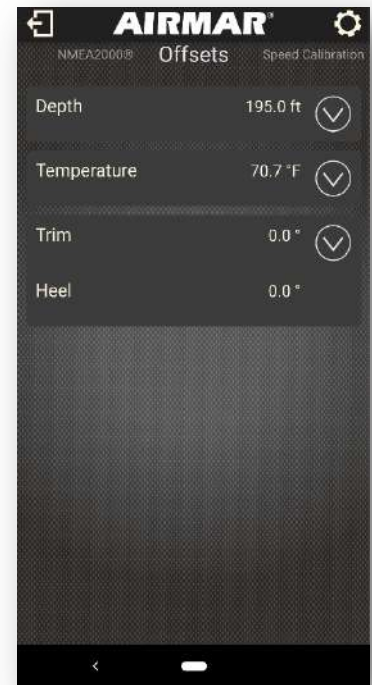 AIRMAR®
NMEA2000® Offsets Speed Calibration
Depth 195.0 ft
Temperature 70.7 °F
Trim 0.0 °
Heel 0.0 °